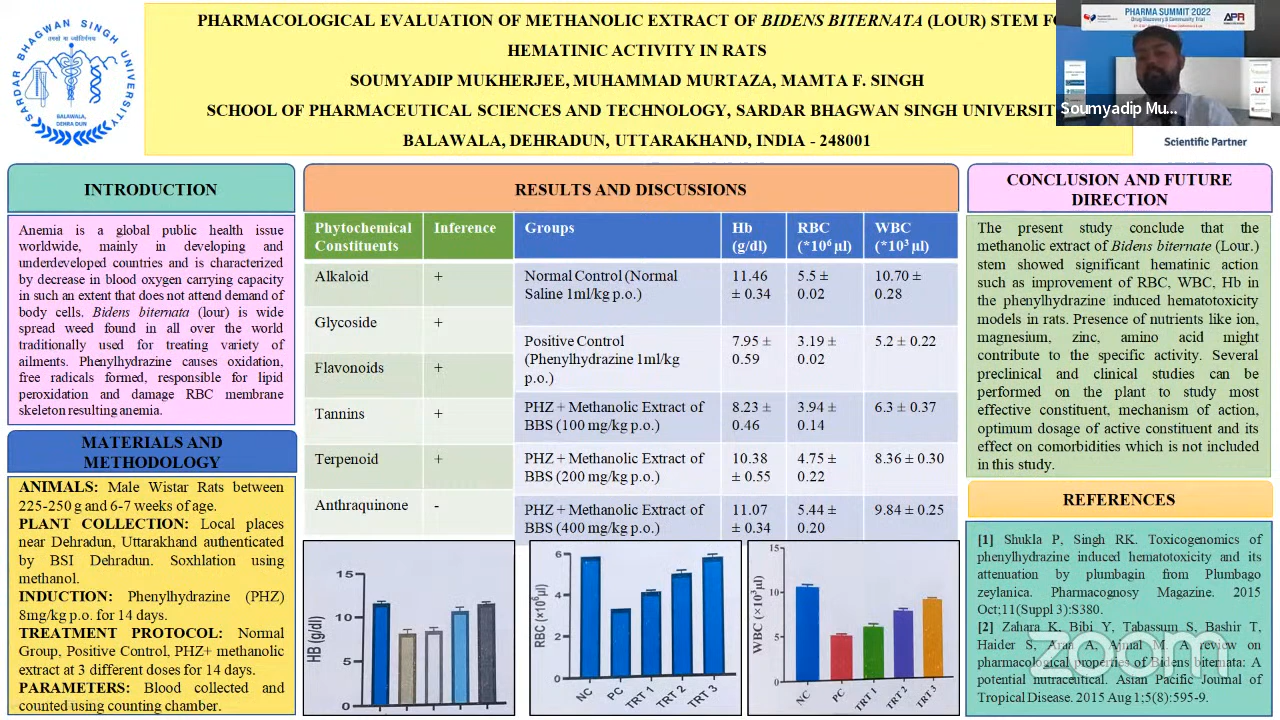 PHARMACOLOGICAL EVALUATION OF METHANOLIC EXTRACT OF BIDENS BITERNATA (LOUR) STEM
HEMATINIC ACTIVITY IN RATS
SOUMYADIP MUKHERJEE, MUHAMMAD MURTAZA, MAMTA F. SINGH
SCHOOL OF PHARMACEUTICAL SCIENCES AND TECHNOLOGY, SARDAR BHAGWAN SINGH
BALAWALA, DEHRADUN, UTTARAKHAND, INDIA - 248001
SARDAR BHAGWAN SINGH UNIVERSITY
BALAWALA,
DEHRA DUN,
PHARMA SUMMIT 2022
Drug Discovery & Community Trial
APR
Soumyadip Mu...
Scientific Partner
INTRODUCTION
Anemia is a global public health issue
worldwide, mainly in developing and
underdeveloped countries and is characterized
by decrease in blood oxygen carrying capacity
in such an extent that does not attend demand of
body cells. Bidens biternata (lour) is wide
spread weed found in all over the world
traditionally used for treating variety of
ailments. Phenylhydrazine causes oxidation,
free radicals formed, responsible for lipid
peroxidation and damage RBC membrane
skeleton resulting anemia.
MATERIALS AND
METHODOLOGY
ANIMALS: Male Wistar Rats between
225-250 g and 6-7 weeks of age.
PLANT COLLECTION: Local places
near Dehradun, Uttarakhand authenticated
by BSI Dehradun. Soxhlation using
methanol.
INDUCTION: Phenylhydrazine (PHZ)
8mg/kg p.o. for 14 days.
TREATMENT PROTOCOL: Normal
Group, Positive Control, PHZ+ methanolic
extract at 3 different doses for 14 days.
PARAMETERS: Blood collected and
counted using counting chamber.
RESULTS AND DISCUSSIONS
Phytochemical Inference
Constituents
Alkaloid +
Glycoside +
Flavonoids +
Tannins +
Terpenoid +
Anthraquinone -
Groups Hb RBC WBC
(g/dl) (*10⁶ µl) (*10³ µl)
Normal Control (Normal 11.46 5.5 ± 10.70 ±
Saline 1ml/kg p.o.) ± 0.34 0.02 0.28
Positive Control 7.95 ± 3.19 ± 5.2 ± 0.22
(Phenylhydrazine 1ml/kg 0.59 0.02
p.o.)
PHZ + Methanolic Extract of 8.23 ± 3.94 ± 6.3 ± 0.37
BBS (100 mg/kg p.o.) 0.46 0.14
PHZ + Methanolic Extract of 10.38 4.75 ± 8.36 ± 0.30
BBS (200 mg/kg p.o.) ± 0.55 0.22
PHZ + Methanolic Extract of 11.07 5.44 ± 9.84 ± 0.25
BBS (400 mg/kg p.o.) ± 0.34 0.20
HB (g/dl)
15
10
5
0
RBC (×10⁶µl)
6
4
2
0
NC PC TRT 1 TRT 2 TRT 3
WBC (×10³µl)
15
10
5
0
NC PC TRT 1 TRT 2 TRT 3
CONCLUSION AND FUTURE
DIRECTION
The present study conclude that the
methanolic extract of Bidens biternate (Lour.)
stem showed significant hematinic action
such as improvement of RBC, WBC, Hb in
the phenylhydrazine induced hematotoxicity
models in rats. Presence of nutrients like ion,
magnesium, zinc, amino acid might
contribute to the specific activity. Several
preclinical and clinical studies can be
performed on the plant to study most
effective constituent, mechanism of action,
optimum dosage of active constituent and its
effect on comorbidities which is not included
in this study.
REFERENCES
[1] Shukla P, Singh RK. Toxicogenomics of
phenylhydrazine induced hematotoxicity and its
attenuation by plumbagin from Plumbago
zeylanica. Pharmacognosy Magazine. 2015
Oct;11(Suppl 3):S380.
[2] Zahara K, Bibi Y, Tabassum S, Bashir T,
Haider S, Araa A, Ajmal M. A review on
pharmacological properties of Bidens biternata: A
potential nutraceutical. Asian Pacific Journal of
Tropical Disease. 2015 Aug 1;5(8):595-9.
zoom